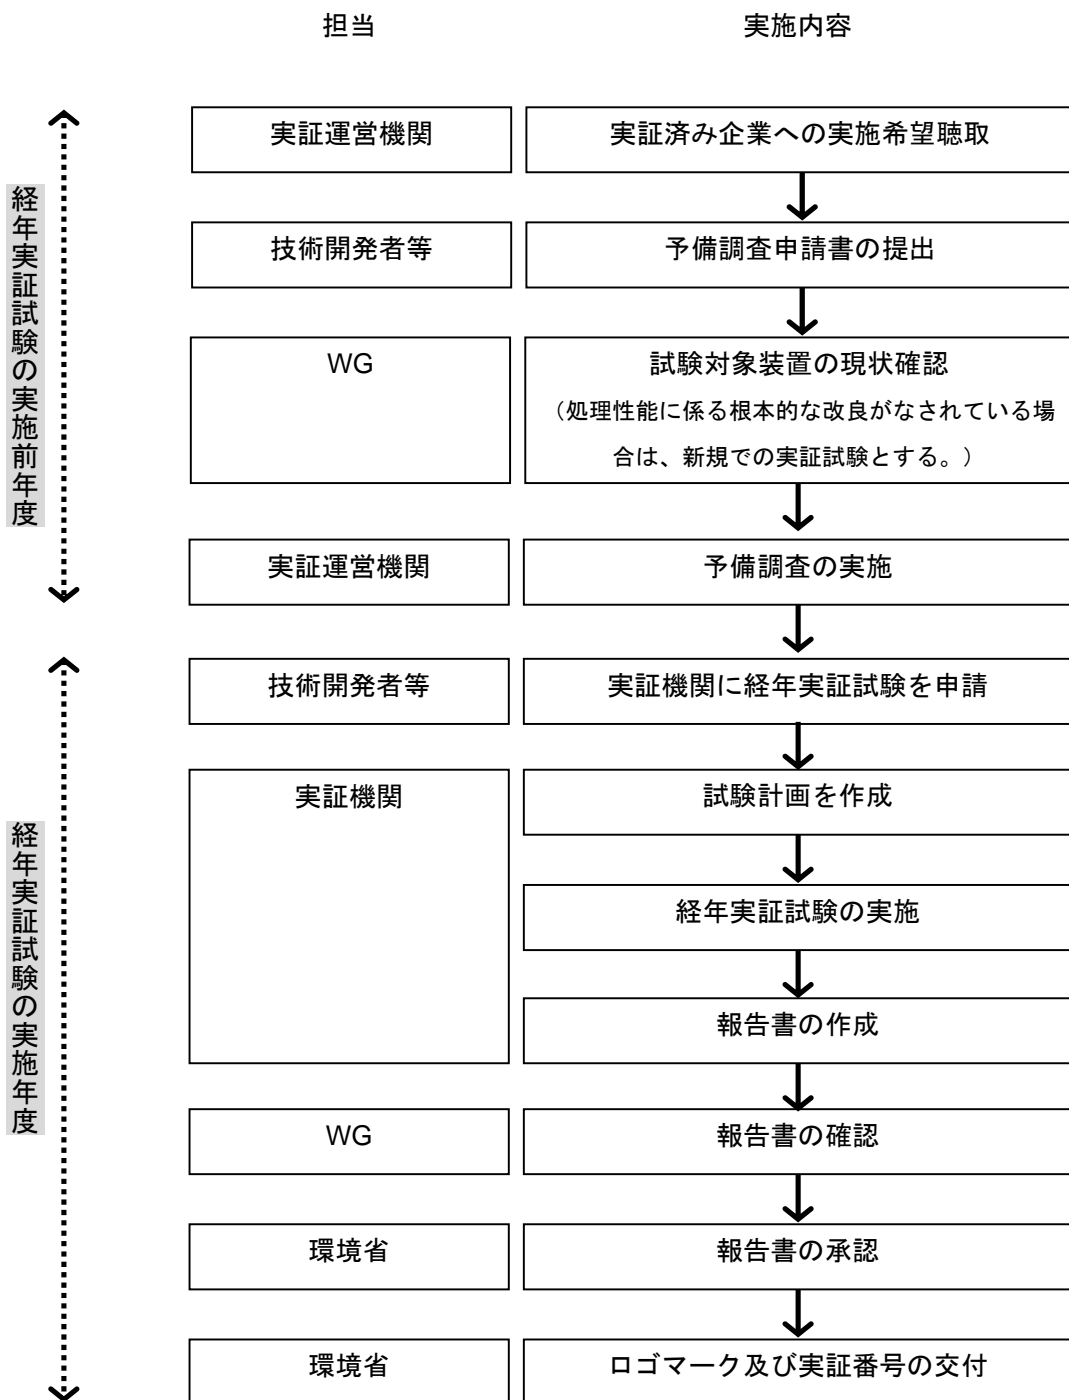 担当 実施内容
経年実証試験の実施前年度
実証運営機関 実証済み企業への実施希望聴取
技術開発者等 予備調査申請書の提出
WG 試験対象装置の現状確認
（処理性能に係る根本的な改良がなされている場
合は、新規での実証試験とする。）
実証運営機関 予備調査の実施
経年実証試験の実施年度
技術開発者等 実証機関に経年実証試験を申請
実証機関 試験計画を作成
経年実証試験の実施
報告書の作成
WG 報告書の確認
環境省 報告書の承認
環境省 ロゴマーク及び実証番号の交付